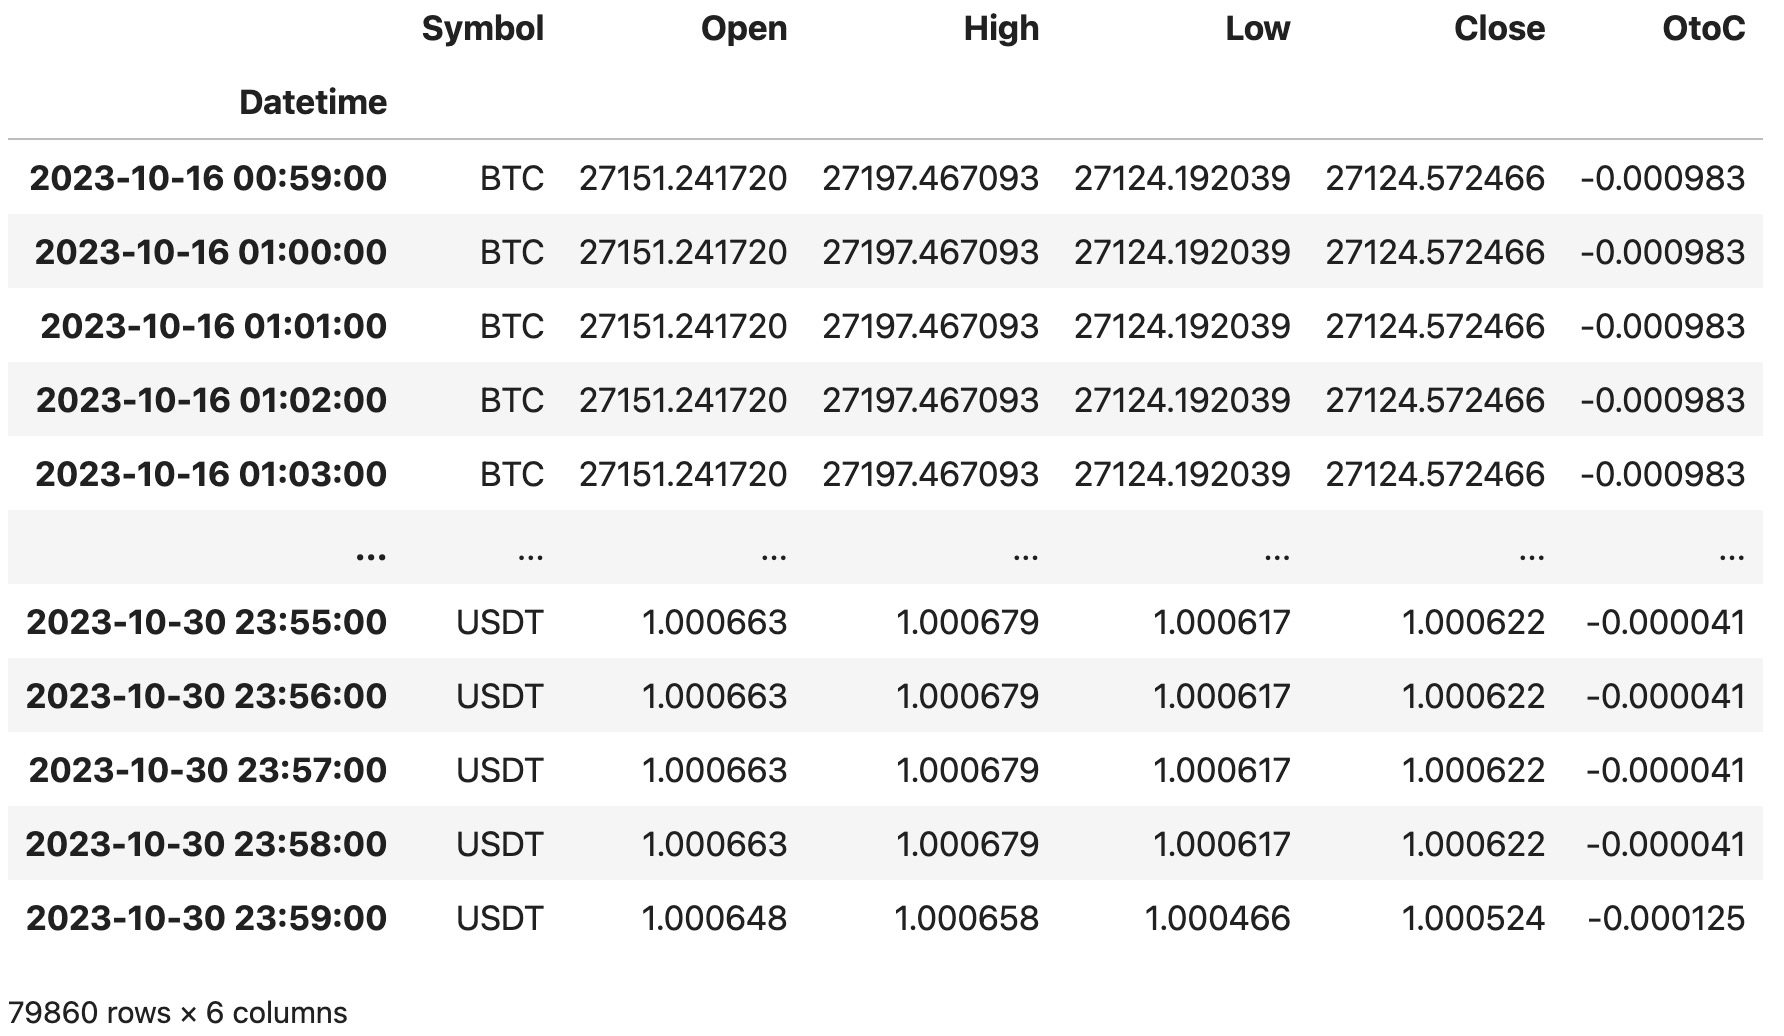 Symbol Open High Low Close OtoC
Datetime
2023-10-16 00:59:00 BTC 27151.241720 27197.467093 27124.192039 27124.572466 -0.000983
2023-10-16 01:00:00 BTC 27151.241720 27197.467093 27124.192039 27124.572466 -0.000983
2023-10-16 01:01:00 BTC 27151.241720 27197.467093 27124.192039 27124.572466 -0.000983
2023-10-16 01:02:00 BTC 27151.241720 27197.467093 27124.192039 27124.572466 -0.000983
2023-10-16 01:03:00 BTC 27151.241720 27197.467093 27124.192039 27124.572466 -0.000983
... ... ... ... ... ... ...
2023-10-30 23:55:00 USDT 1.000663 1.000679 1.000617 1.000622 -0.000041
2023-10-30 23:56:00 USDT 1.000663 1.000679 1.000617 1.000622 -0.000041
2023-10-30 23:57:00 USDT 1.000663 1.000679 1.000617 1.000622 -0.000041
2023-10-30 23:58:00 USDT 1.000663 1.000679 1.000617 1.000622 -0.000041
2023-10-30 23:59:00 USDT 1.000648 1.000658 1.000466 1.000524 -0.000125
79860 rows × 6 columns